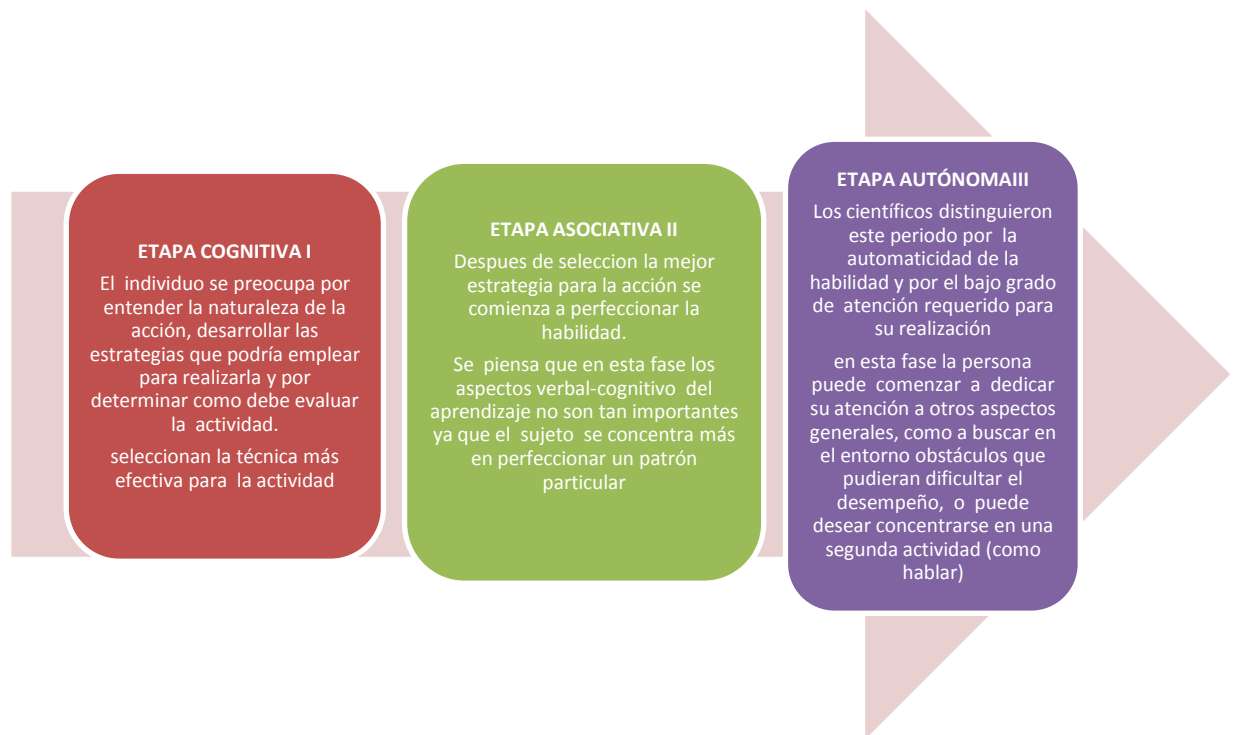 ETAPA COGNITIVA I
El individuo se preocupa por
entender la naturaleza de la
acción, desarrollar las
estrategias que podría emplear
para realizarla y por
determinar como debe evaluar
la actividad.
seleccionan la técnica más
efectiva para la actividad
ETAPA ASOCIATIVA II
Despues de seleccion la mejor
estrategia para la acción se
comienza a perfeccionar la
habilidad.
Se piensa que en esta fase los
aspectos verbal-cognitivo del
aprendizaje no son tan importantes
ya que el sujeto se concentra más
en perfeccionar un patrón
particular
ETAPA AUTÓNOMAIII
Los científicos distinguieron
este periodo por la
automaticidad de la
habilidad y por el bajo grado
de atención requerido para
su realización
en esta fase la persona
puede comenzar a dedicar
su atención a otros aspectos
generales, como a buscar en
el entorno obstáculos que
pudieran dificultar el
desempeño, o puede
desear concentrarse en una
segunda actividad (como
hablar)